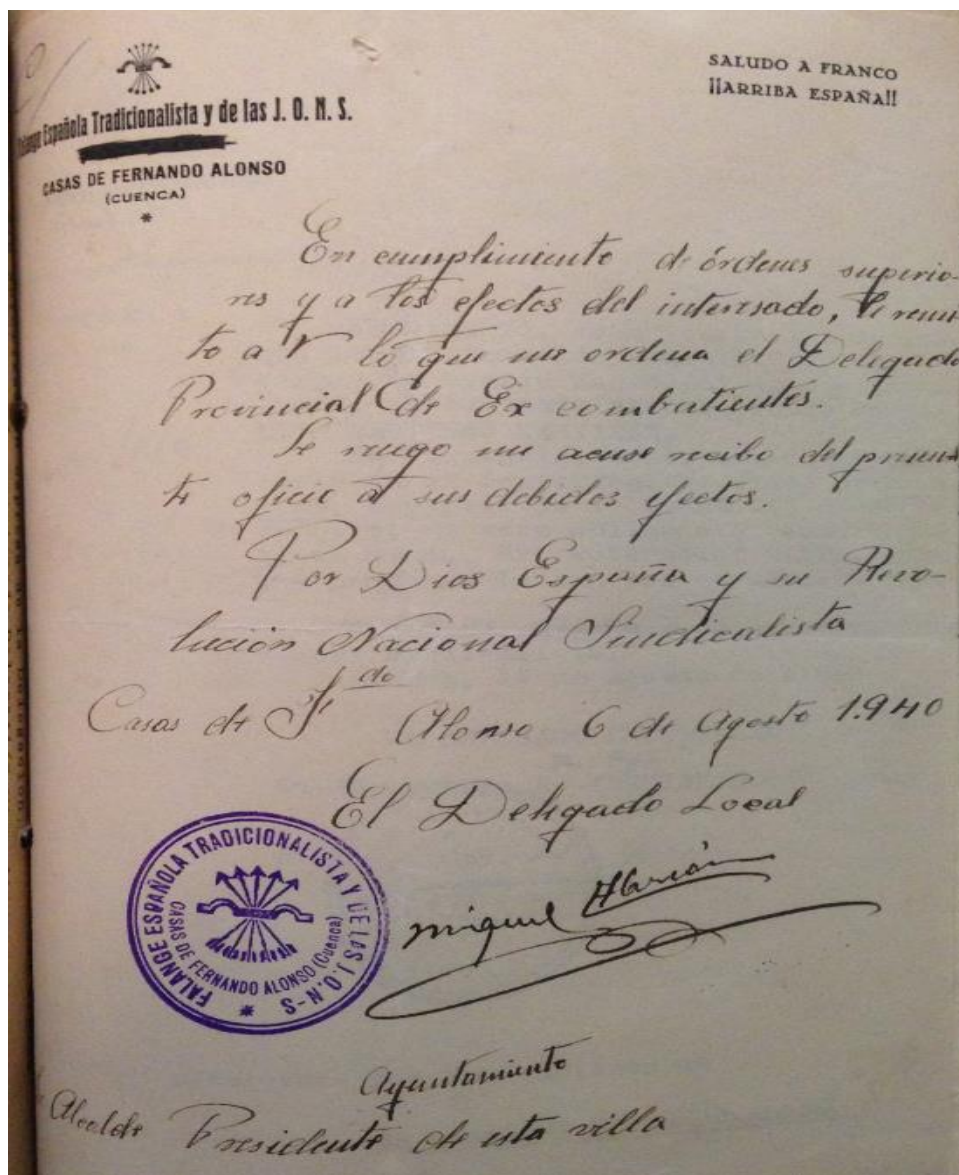 SALUDO A FRANCO
¡¡ARRIBA ESPAÑA!!
Falange Española Tradicionalista y de las J. O. N. S.
CASAS DE FERNANDO ALONSO
(CUENCA)
*
En cumplimiento de órdenes superio-
res y a los efectos del interesado, le remi
to a V lo que me ordena el Delegado
Provincial de Ex combatientes.
Le ruego me acuse recibo del presen-
te oficio a sus debidos efectos.
Por Dios España y su Revo-
lución Nacional Sindicalista
Casas de Fdo Alonso 6 de Agosto 1.940
El Delegado Local
FALANGE ESPAÑOLA TRADICIONALISTA Y DE LAS J.O.N-S
CASAS DE FERNANDO ALONSO (Cuenca)
*
Miguel
Ayuntamiento
Alcalde Presidente de esta villa